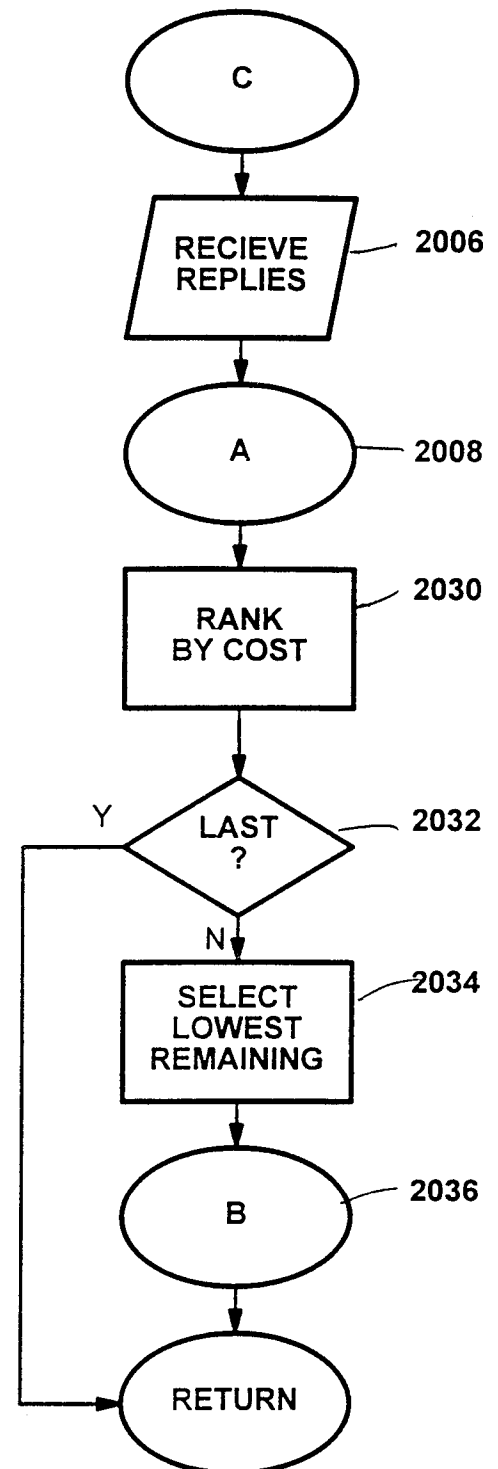 C
RECIEVE
REPLIES
2006
A
2008
RANK
BY COST
2030
Y
LAST
?
2032
N
SELECT
LOWEST
REMAINING
2034
B
2036
RETURN